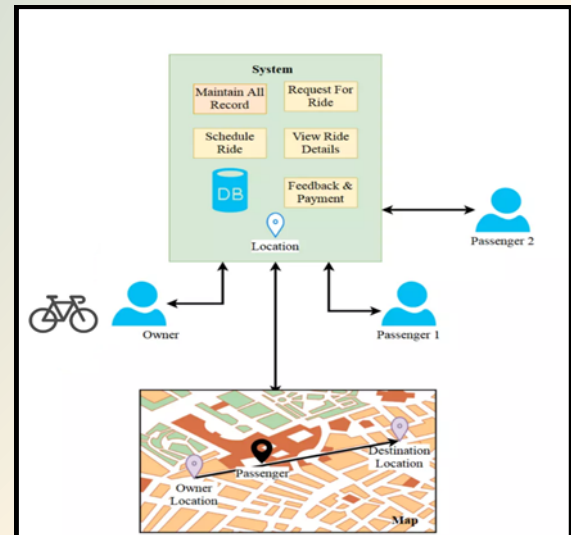 System
Maintain All
Record
Request For
Ride
Schedule
Ride
View Ride
Details
DB
Feedback &
Payment
Location
Passenger 2
Owner
Passenger 1
Destination
Location
Passenger
Owner
Location
Map